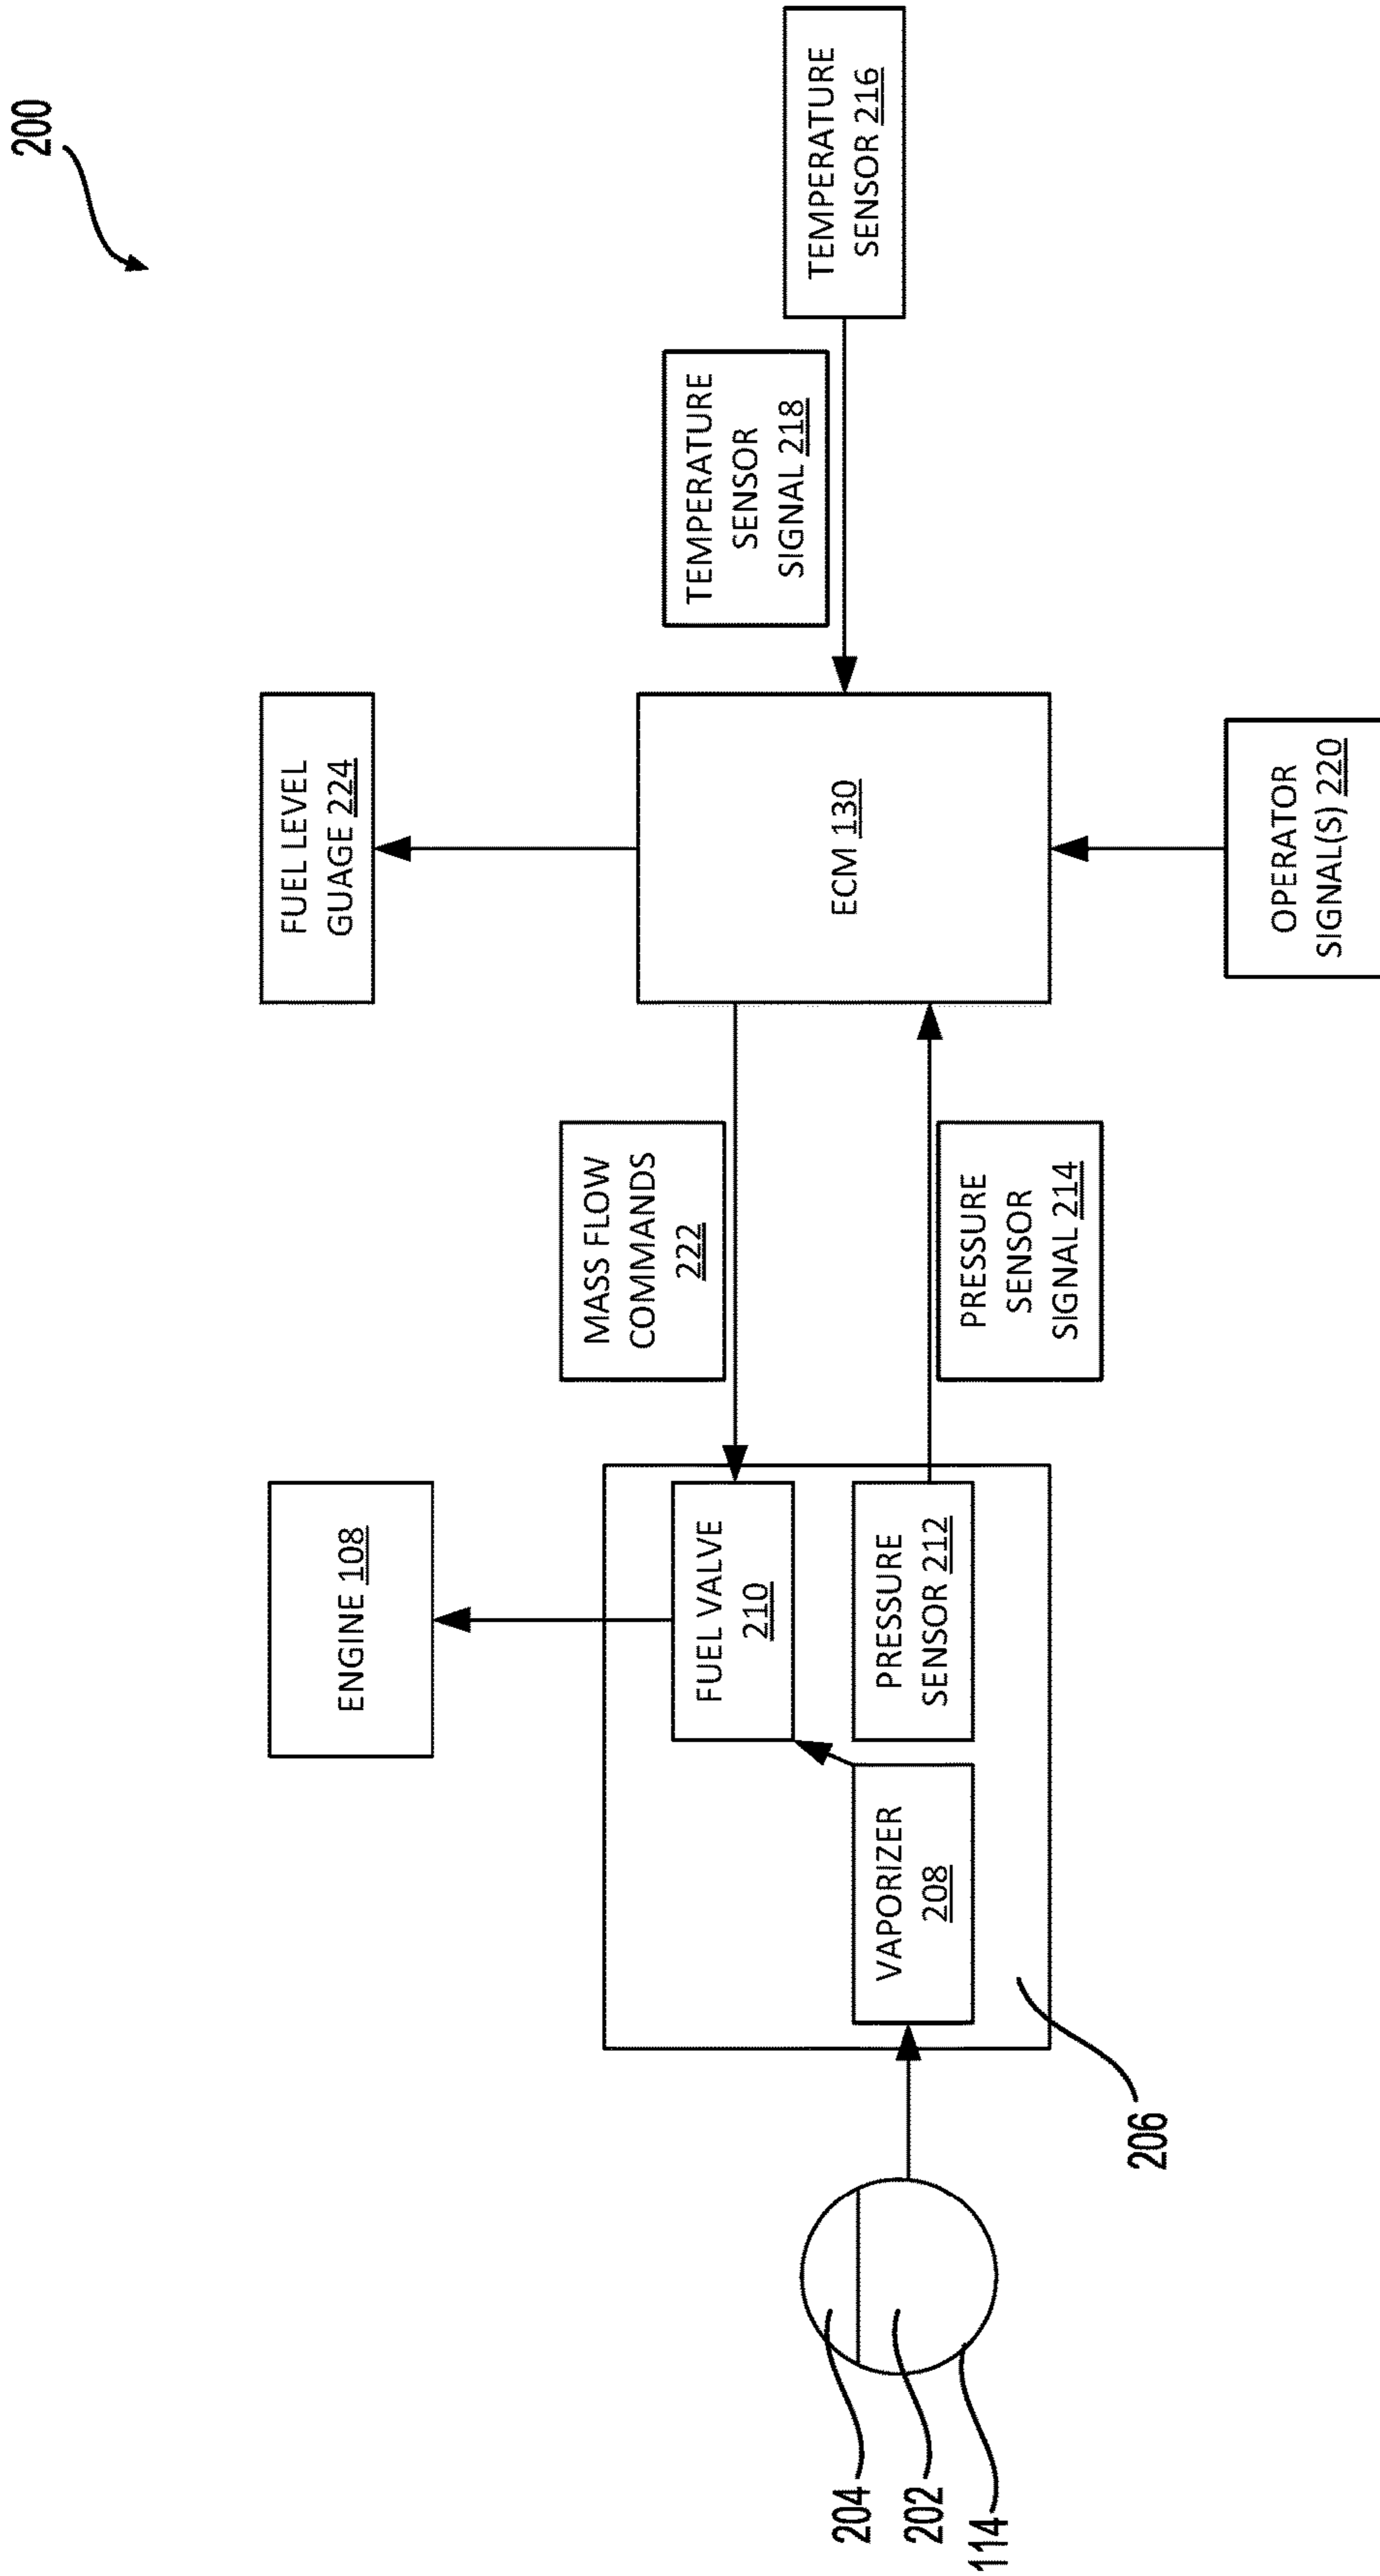 200
FUEL LEVEL
GUAGE 224
ENGINE 108
MASS FLOW
COMMANDS
222
TEMPERATURE
SENSOR
SIGNAL 218
TEMPERATURE
SENSOR 216
FUEL VALVE
210
ECM 130
VAPORIZER
208
PRESSURE
SENSOR 212
PRESSURE
SENSOR
SIGNAL 214
OPERATOR
SIGNAL(S) 220
204
202
114
206